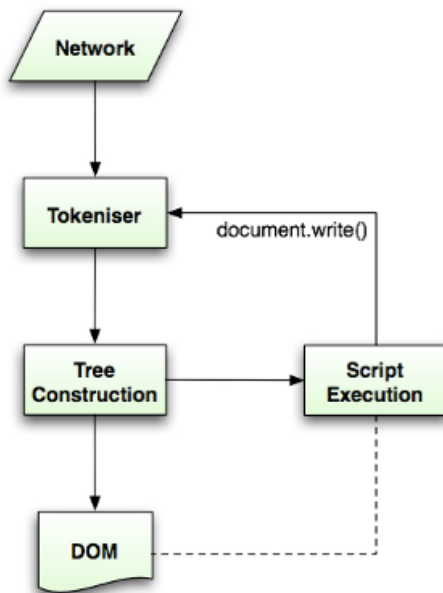 Network
Tokeniser
document.write()
Tree
Construction
Script
Execution
DOM